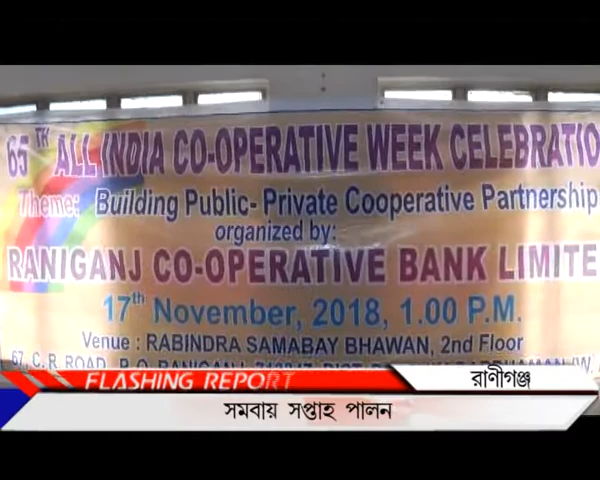 65TH ALL INDIA CO-OPERATIVE WEEK CELEBRATIO
Theme: Building Public- Private Cooperative Partnership
organized by:
RANIGANJ CO-OPERATIVE BANK LIMITE
17th November, 2018, 1.00 P.M.
Venue : RABINDRA SAMABAY BHAWAN, 2nd Floor
67, C. R. ROAD, P.O. RANIGANJ
FLASHING REPORT
রাণীগঞ্জ
সমবায় সপ্তাহ পালন